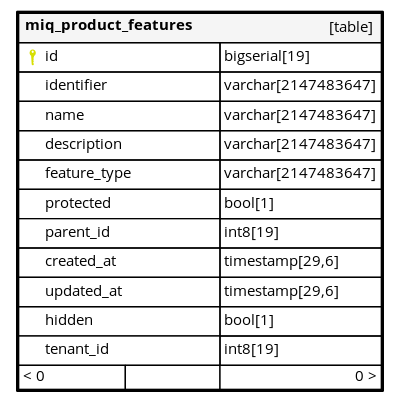 miq_product_features [table]
id bigserial[19]
identifier varchar[2147483647]
name varchar[2147483647]
description varchar[2147483647]
feature_type varchar[2147483647]
protected bool[1]
parent_id int8[19]
created_at timestamp[29,6]
updated_at timestamp[29,6]
hidden bool[1]
tenant_id int8[19]
< 0 0 >